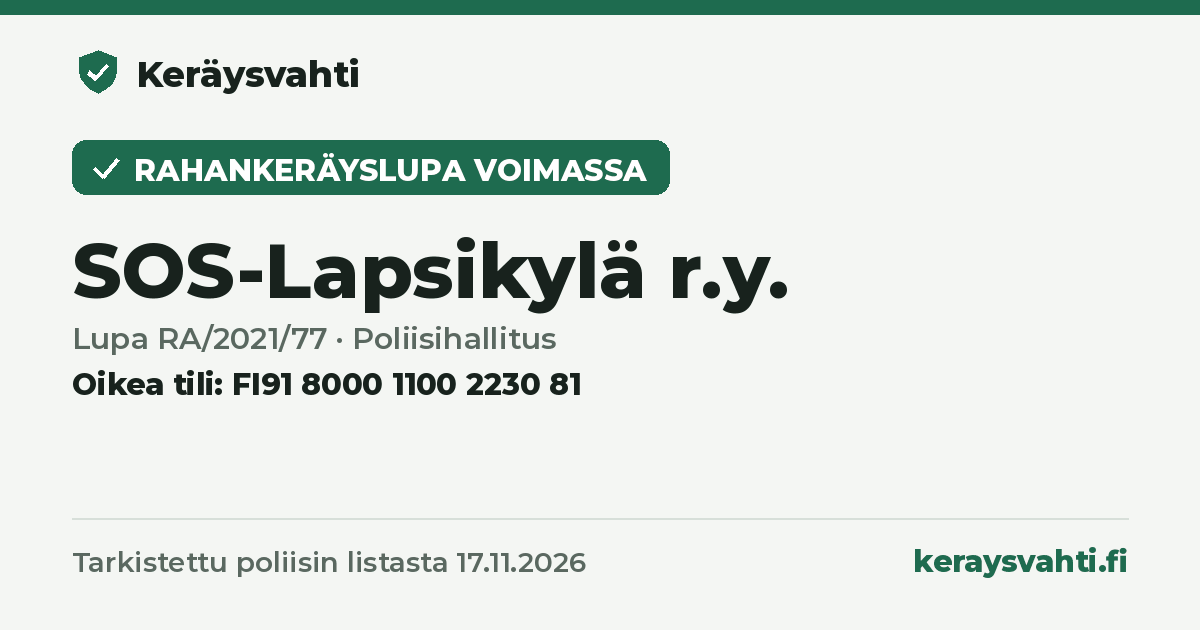 Keräysvahti
RAHANKERÄYSLUPA VOIMASSA
SOS-Lapsikylä r.y.
Lupa RA/2021/77 · Poliisihallitus
Oikea tili: FI91 8000 1100 2230 81
Tarkistettu poliisin listasta 17.11.2026
keraysvahti.fi